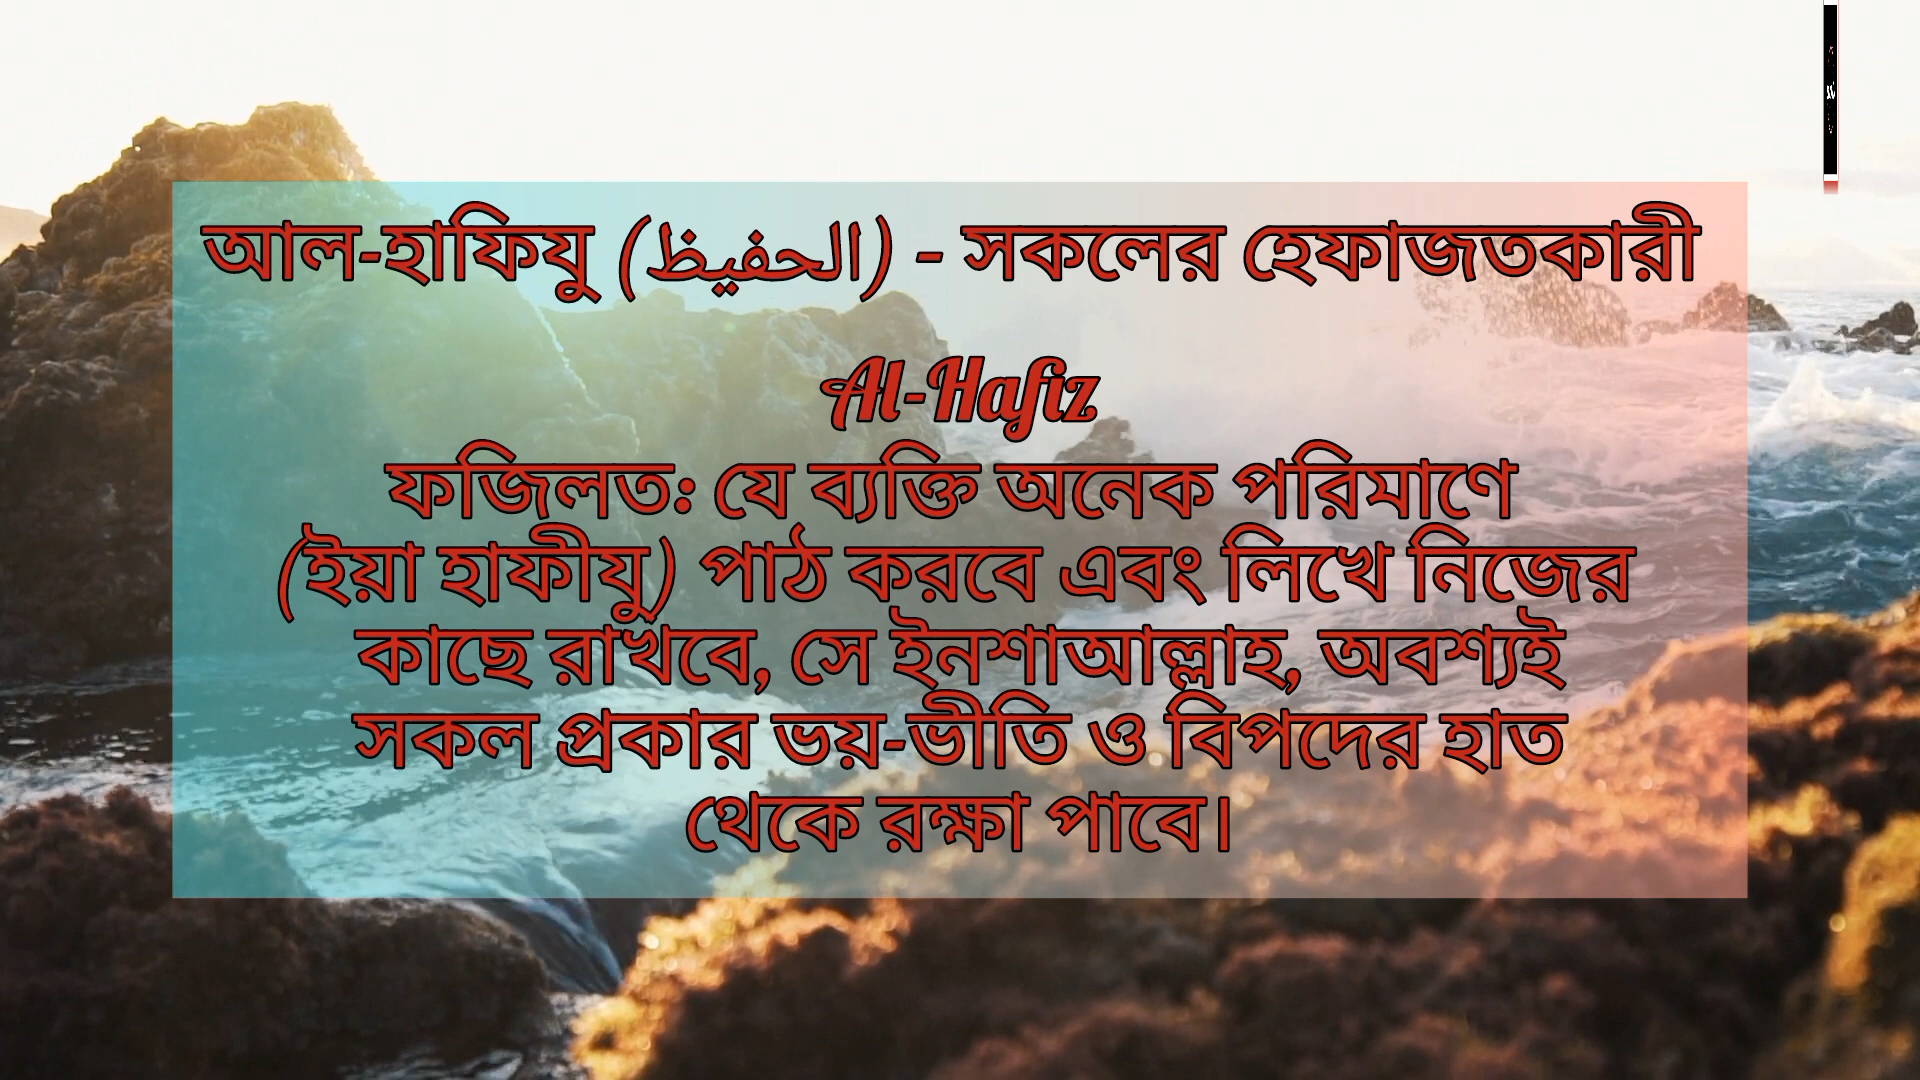 আল-হাফিযু (الحفيظ) - সকলের হেফাজতকারী
Al-Hafiz
ফজিলত: যে ব্যক্তি অনেক পরিমাণে
(ইয়া হাফীযু) পাঠ করবে এবং লিখে নিজের
কাছে রাখবে, সে ইনশাআল্লাহ, অবশ্যই
সকল প্রকার ভয়-ভীতি ও বিপদের হাত
থেকে রক্ষা পাবে।